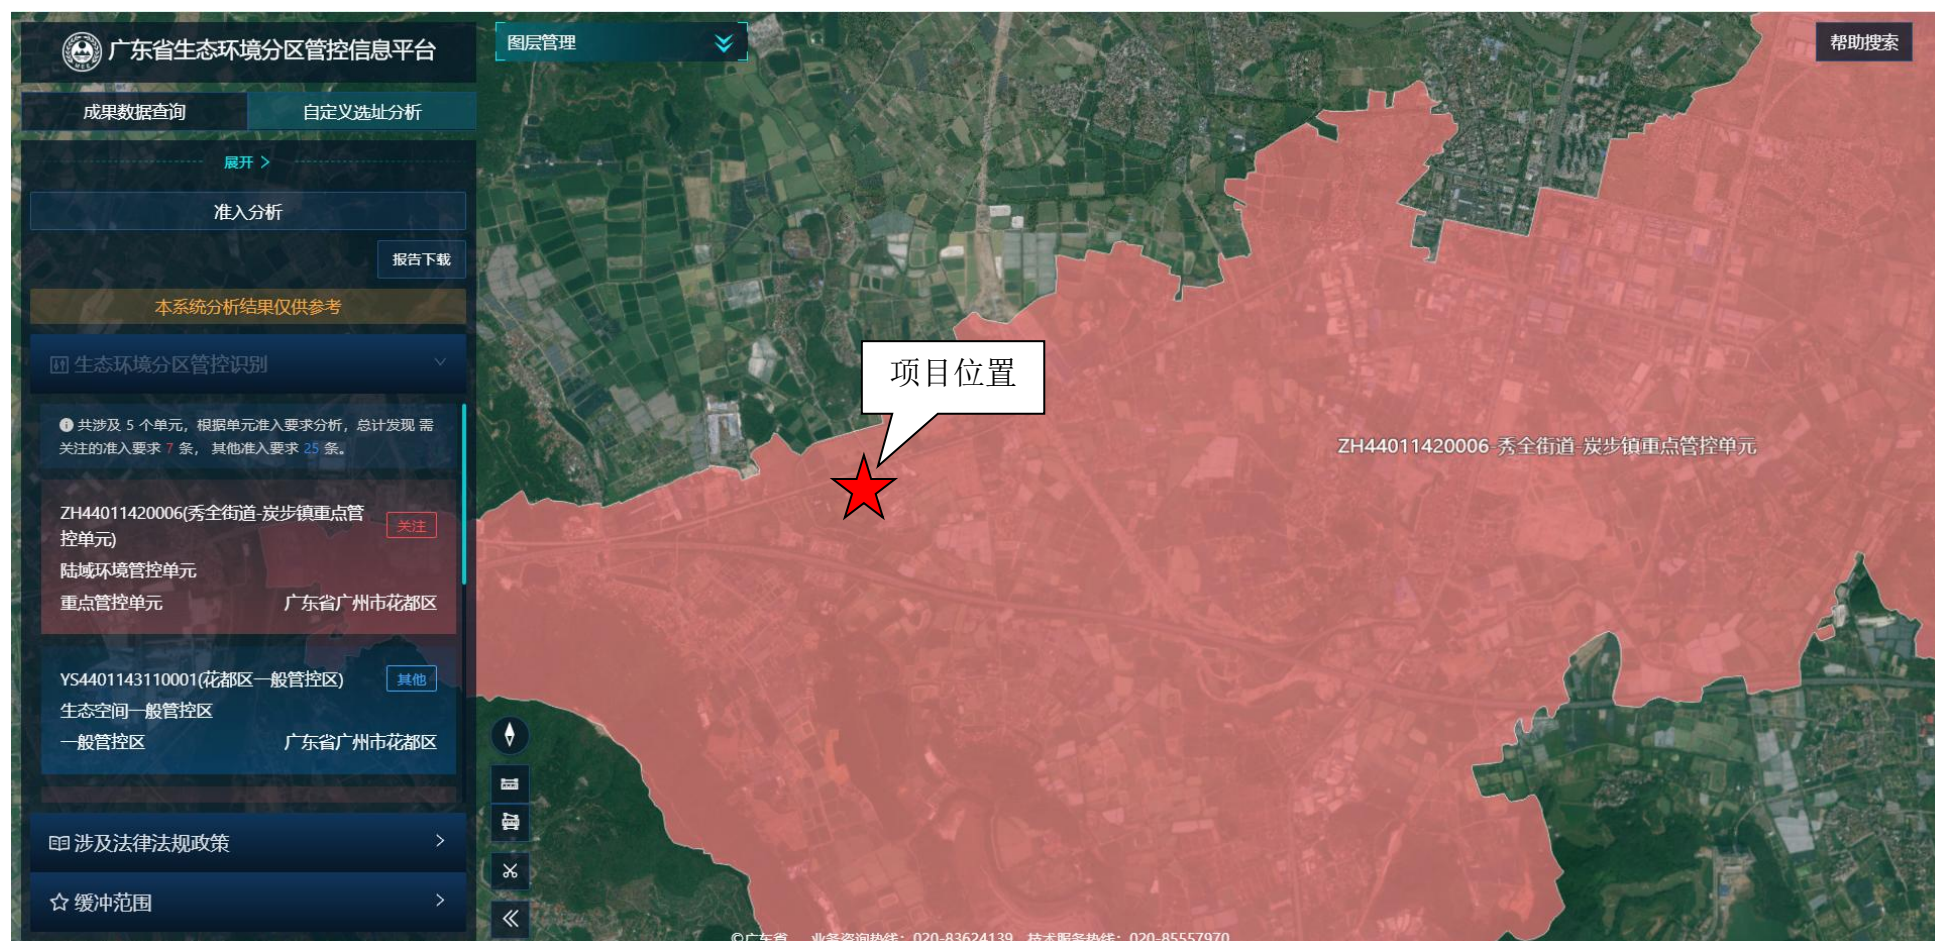 广东省生态环境分区管控信息平台
成果数据查询
自定义选址分析
展开 >
准入分析
报告下载
本系统分析结果仅供参考
生态环境分区管控识别
共涉及 5 个单元，根据单元准入要求分析，总计发现 需
关注的准入要求 7 条， 其他准入要求 25 条。
ZH44011420006(秀全街道-炭步镇重点管
控单元)
关注
陆域环境管控单元
重点管控单元
广东省广州市花都区
YS4401143110001(花都区一般管控区)
其他
生态空间一般管控区
一般管控区
广东省广州市花都区
涉及法律法规政策
缓冲范围
图层管理
帮助搜索
项目位置
ZH44011420006-秀全街道-炭步镇重点管控单元
©广东省 业务咨询热线：020-83624139 技术服务热线：020-85557970